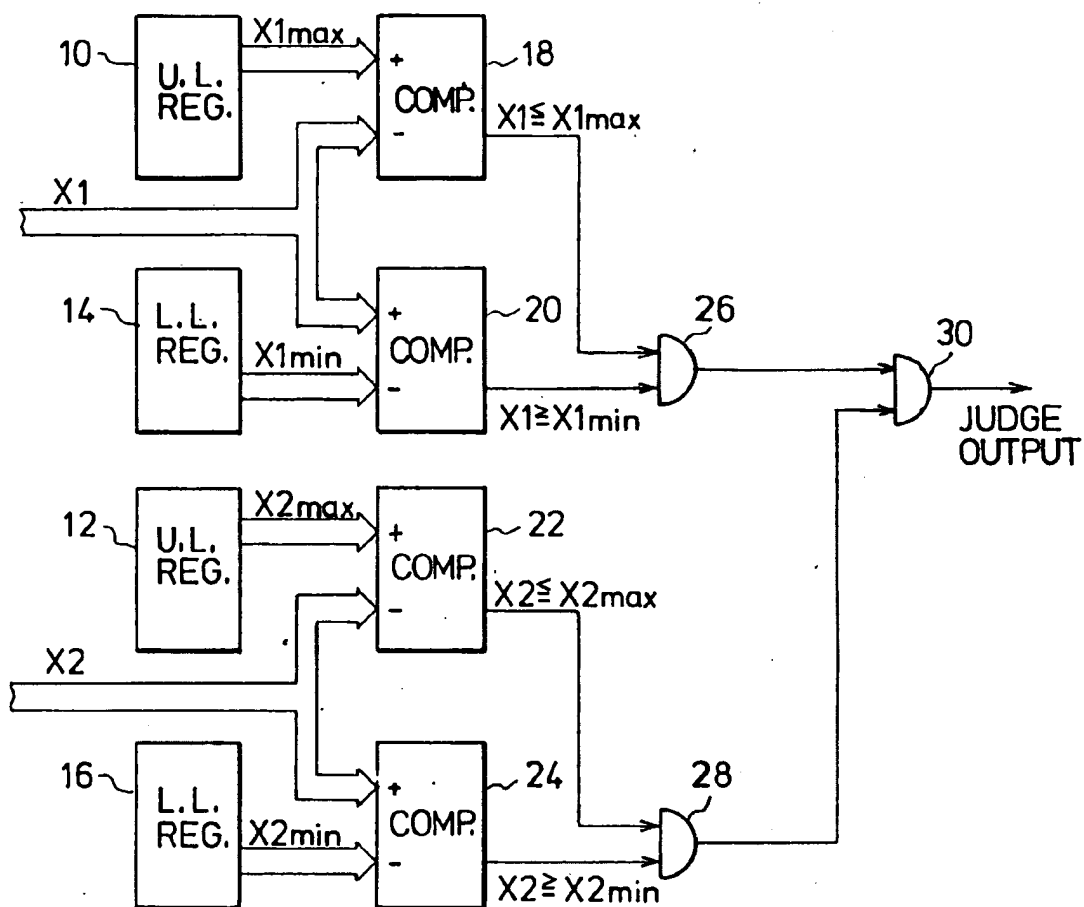 10
U.L.
REG.
X1max
+
COMP.
-
18
X1≦X1max
X1
14
L.L.
REG.
X1min
+
COMP.
-
20
X1≧X1min
26
30
JUDGE
OUTPUT
12
U.L.
REG.
X2max
+
COMP.
-
22
X2≦X2max
X2
16
L.L.
REG.
X2min
+
COMP.
-
24
X2≧X2min
28